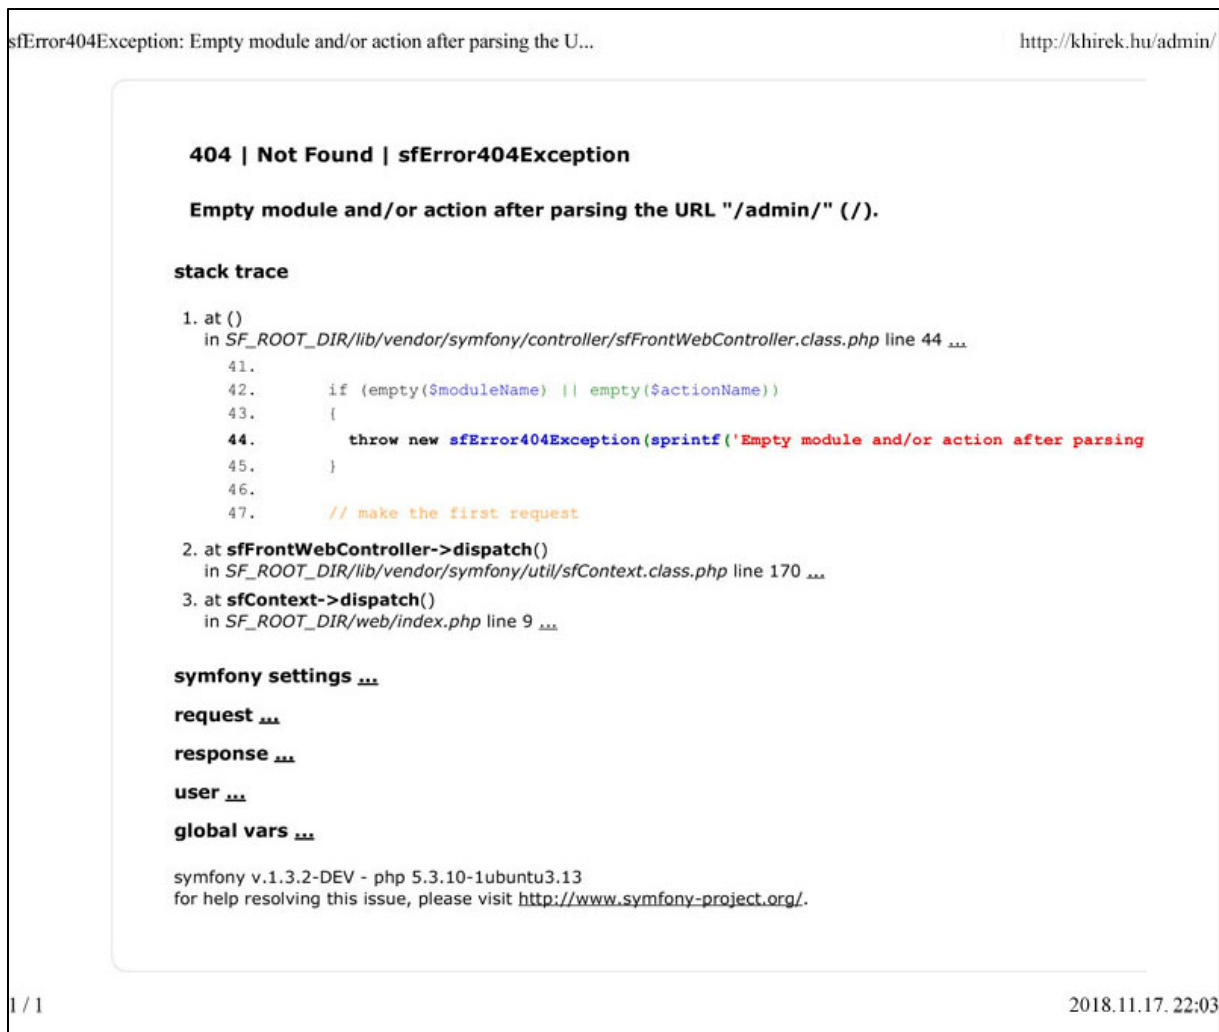 sfError404Exception: Empty module and/or action after parsing the U... http://khirek.hu/admin/
404 | Not Found | sfError404Exception
Empty module and/or action after parsing the URL "/admin/" (/).
stack trace
1. at ()
in SF_ROOT_DIR/lib/vendor/symfony/controller/sfFrontWebController.class.php line 44 ...
41.
42. if (empty($moduleName) || empty($actionName))
43. {
44. throw new sfError404Exception(sprintf('Empty module and/or action after parsing
45. }
46.
47. // make the first request
2. at sfFrontWebController->dispatch()
in SF_ROOT_DIR/lib/vendor/symfony/util/sfContext.class.php line 170 ...
3. at sfContext->dispatch()
in SF_ROOT_DIR/web/index.php line 9 ...
symfony settings ...
request ...
response ...
user ...
global vars ...
symfony v.1.3.2-DEV - php 5.3.10-1ubuntu3.13
for help resolving this issue, please visit http://www.symfony-project.org/.
1 / 1 2018.11.17. 22:03